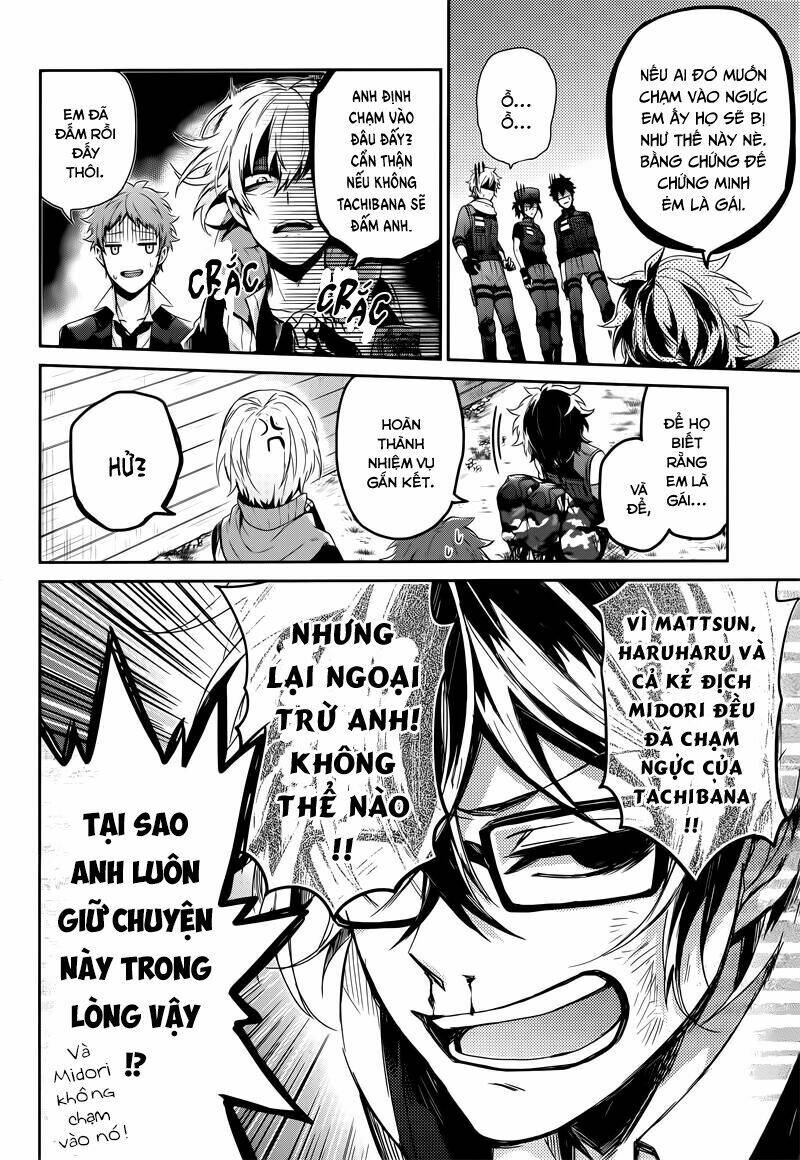 NẾU AI ĐÓ MUỐN
CHẠM VÀO NGỰC
EM ẤY HỌ SẼ BỊ
NHƯ THẾ NÀY NÈ.
BẰNG CHỨNG ĐỂ
CHỨNG MINH
EM LÀ GÁI.
Ồ...
Ồ...
ANH ĐỊNH
CHẠM VÀO
ĐÂU ĐẤY?
CẨN THẬN
NẾU KHÔNG
TACHIBANA SẼ
ĐẤM ANH.
EM ĐÃ
ĐẤM RỒI
ĐẤY
THÔI.
CRẮC
CRẮC
ĐỂ HỌ
BIẾT
RẰNG
EM LÀ
GÁI...
VÀ ĐỂ,
HOÀN
THÀNH
NHIỆM VỤ
GẮN KẾT.
HỬ?
VÌ MATTSUN,
HARUHARU VÀ
CẢ KẺ ĐỊCH
MIDORI ĐỀU
ĐÃ CHẠM
NGỰC CỦA
TACHIBANA
!!
NHƯNG
LẠI NGOẠI
TRỪ ANH!
KHÔNG
THỂ NÀO
!!
TẠI SAO
ANH LUÔN
GIỮ CHUYỆN
NÀY TRONG
LÒNG VẬY
!?
Và
Midori
không
chạm
vào nó!